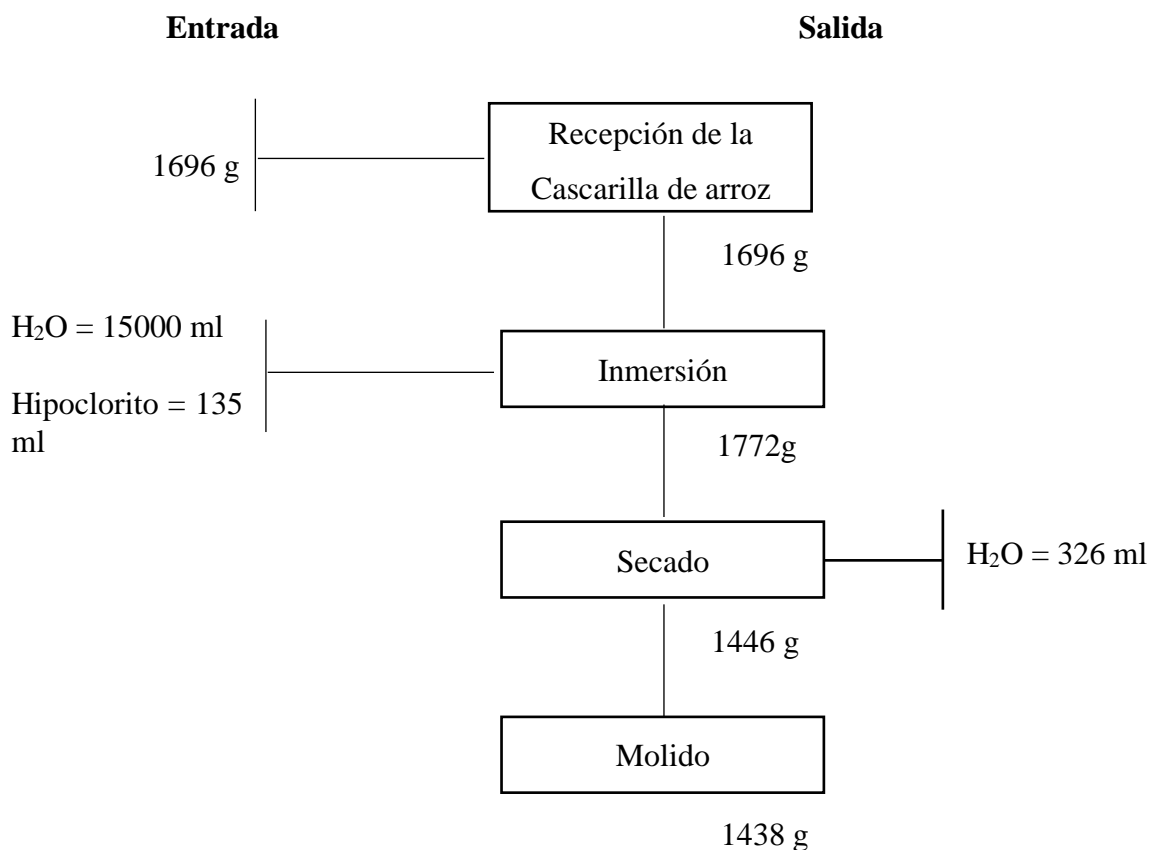 Entrada
Salida
Recepción de la
Cascarilla de arroz
1696 g
1696 g
H₂O = 15000 ml
Hipoclorito = 135
ml
Inmersión
1772g
Secado
H₂O = 326 ml
1446 g
Molido
1438 g